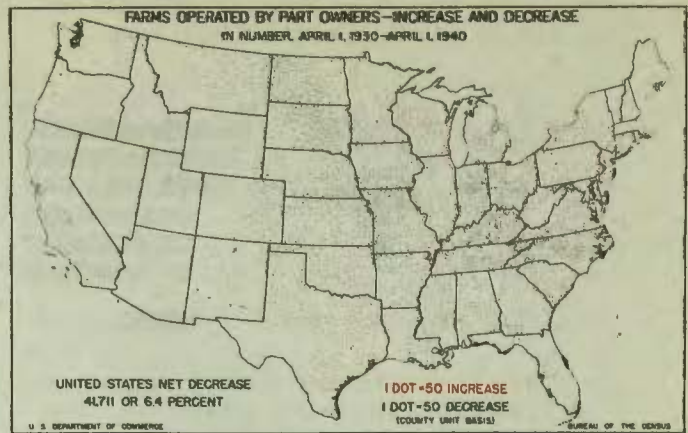 FARMS OPERATED BY PART OWNERS—INCREASE AND DECREASE
IN NUMBER, APRIL 1, 1930—APRIL 1, 1940
UNITED STATES NET DECREASE
41,711 OR 6.4 PERCENT
1 DOT=50 INCREASE
1 DOT=50 DECREASE
(COUNTY UNIT BASIS)
U. S. DEPARTMENT OF COMMERCE
BUREAU OF THE CENSUS